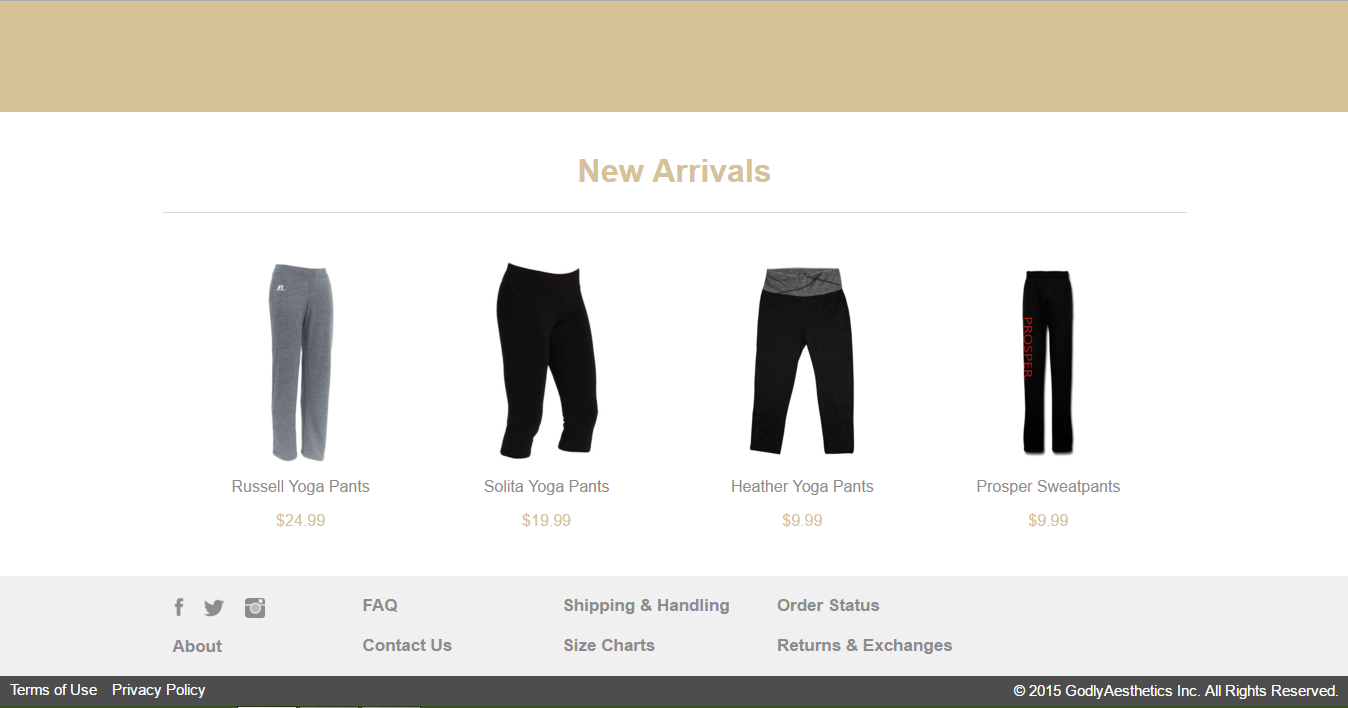 New Arrivals
PROSPER
Russell Yoga Pants
Solita Yoga Pants
Heather Yoga Pants
Prosper Sweatpants
$24.99
$19.99
$9.99
$9.99
FAQ
Shipping & Handling
Order Status
About
Contact Us
Size Charts
Returns & Exchanges
Terms of Use Privacy Policy
© 2015 GodlyAesthetics Inc. All Rights Reserved.